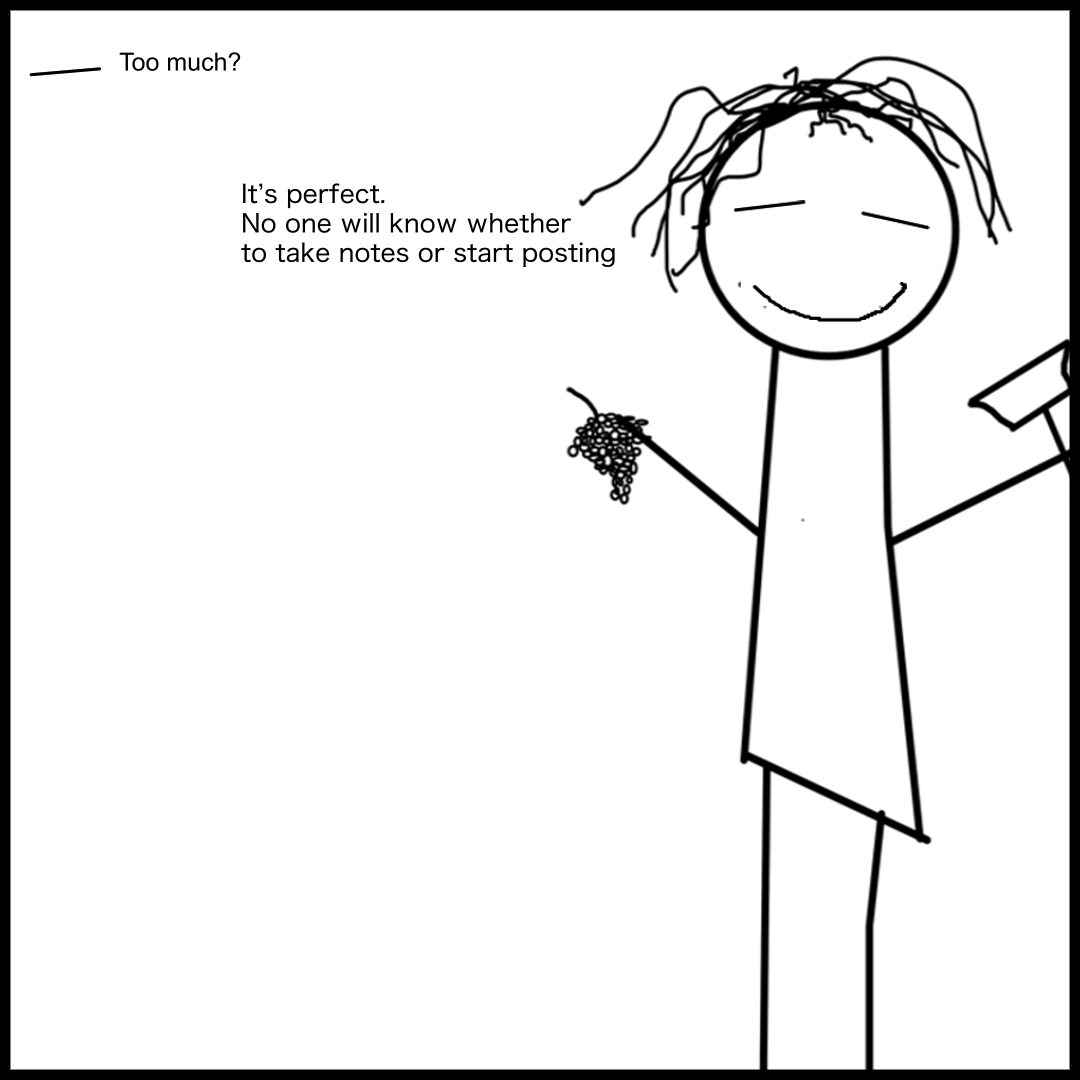 Too much?
It’s perfect.
No one will know whether
to take notes or start posting